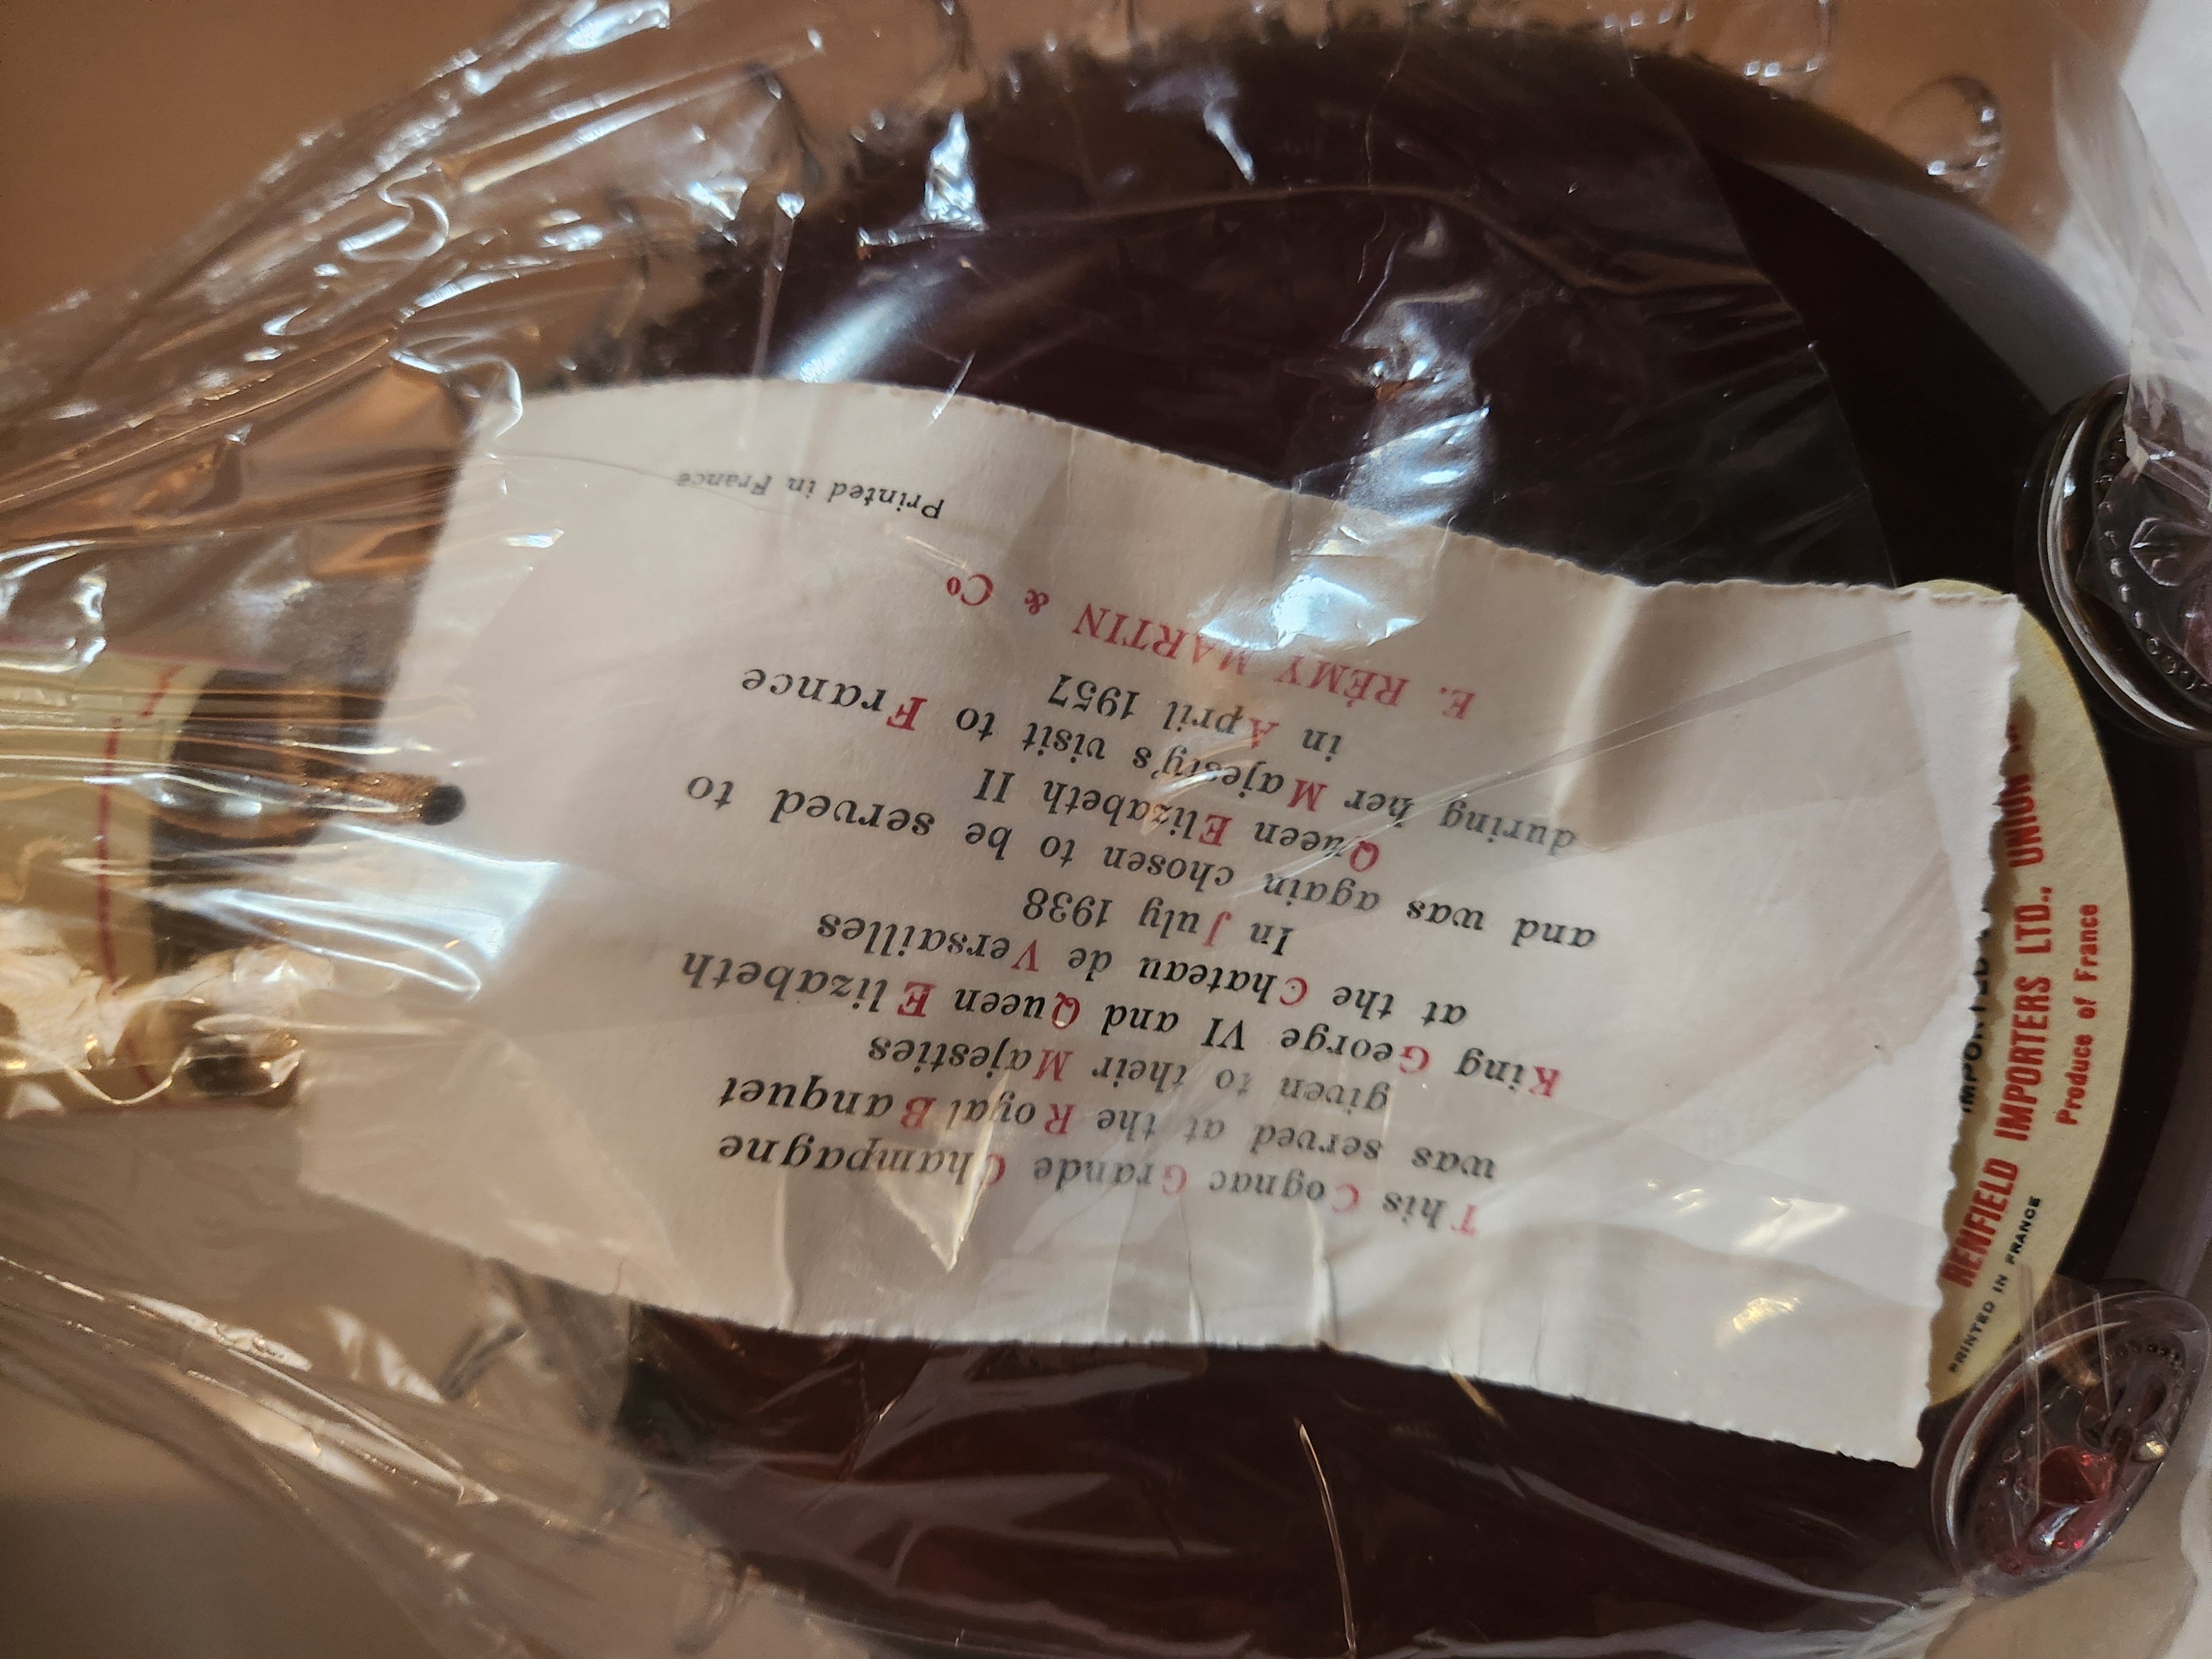 This Cognac Grande Champagne
was served at the Royal Banquet
given to their Majesties
King George VI and Queen Elizabeth
at the Chateau de Versailles
In July 1938
and was again chosen to be served to
Queen Elizabeth II
during her Majesty's visit to France
in April 1957
E. RÉMY MARTIN & Cº
Printed in France
RENFIELD IMPORTERS LTD., UNION
Produce of France
PRINTED IN FRANCE